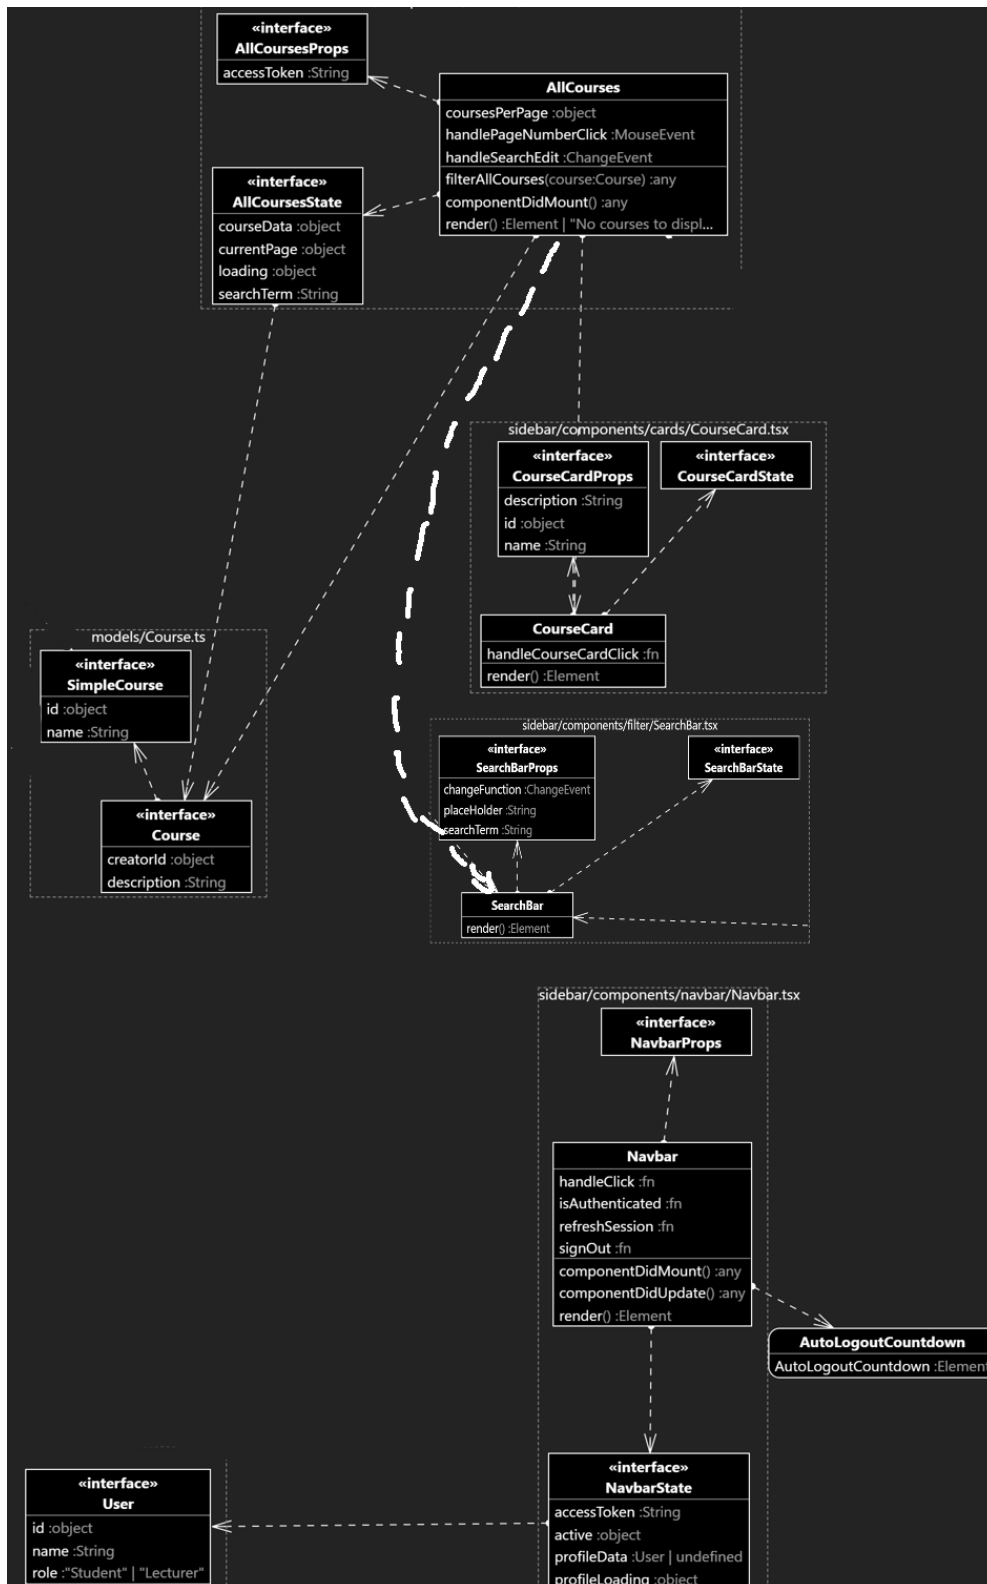 «interface»
AllCoursesProps
accessToken :String
AllCourses
coursesPerPage :object
handlePageNumberClick :MouseEvent
handleSearchEdit :ChangeEvent
filterAllCourses(course:Course) :any
componentDidMount() :any
render() :Element | "No courses to displ...
«interface»
AllCoursesState
courseData :object
currentPage :object
loading :object
searchTerm :String
sidebar/components/cards/CourseCard.tsx
«interface»
CourseCardProps
description :String
id :object
name :String
«interface»
CourseCardState
CourseCard
handleCourseCardClick :fn
render() :Element
models/Course.ts
«interface»
SimpleCourse
id :object
name :String
«interface»
Course
creatorId :object
description :String
sidebar/components/filter/SearchBar.tsx
«interface»
SearchBarProps
changeFunction :ChangeEvent
placeHolder :String
searchTerm :String
«interface»
SearchBarState
SearchBar
render() :Element
sidebar/components/navbar/Navbar.tsx
«interface»
NavbarProps
Navbar
handleClick :fn
isAuthenticated :fn
refreshSession :fn
signOut :fn
componentDidMount() :any
componentDidUpdate() :any
render() :Element
AutoLogoutCountdown
AutoLogoutCountdown :Element
«interface»
User
id :object
name :String
role :"Student" | "Lecturer"
«interface»
NavbarState
accessToken :String
active :object
profileData :User | undefined
profileLoading :object